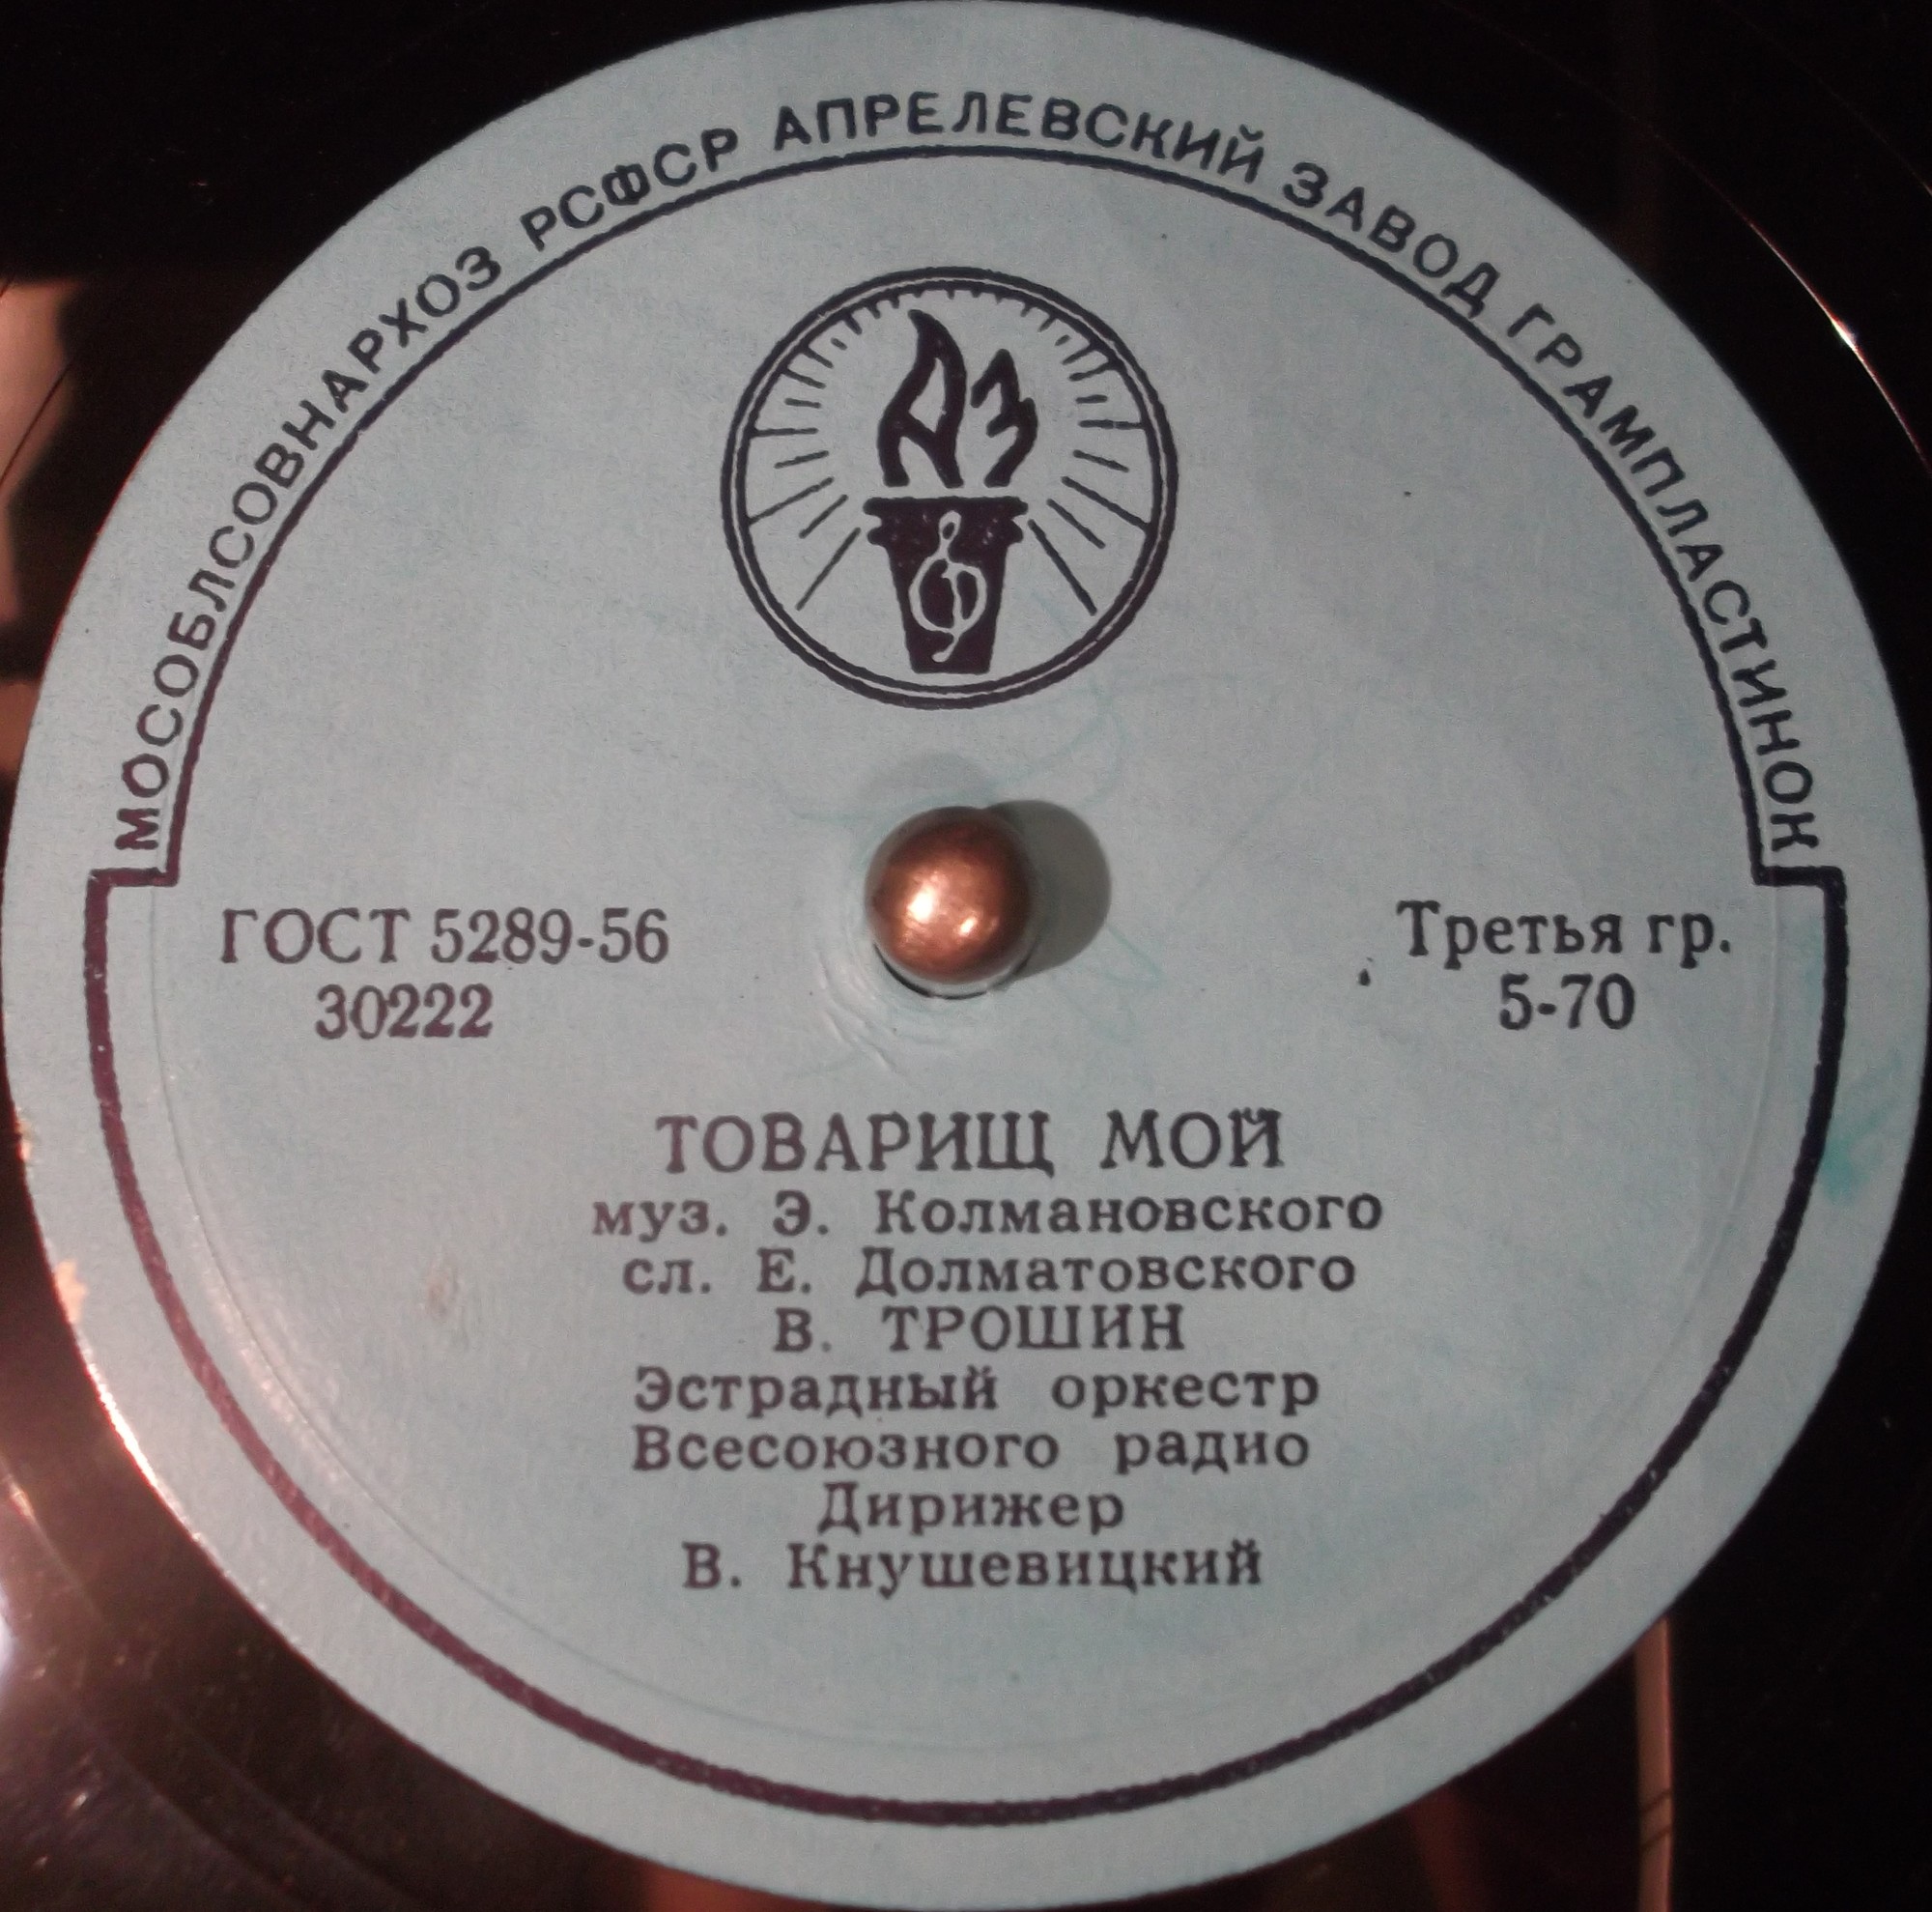 МОСОБЛСОВНАРХОЗ РСФСР АПРЕЛЕВСКИЙ ЗАВОД ГРАМПЛАСТИНОК
АЗ
ГОСТ 5289-56
30222
Третья гр.
5-70
ТОВАРИЩ МОЙ
муз. Э. Колмановского
сл. Е. Долматовского
В. ТРОШИН
Эстрадный оркестр
Всесоюзного радио
Дирижер
В. Кнушевицкий